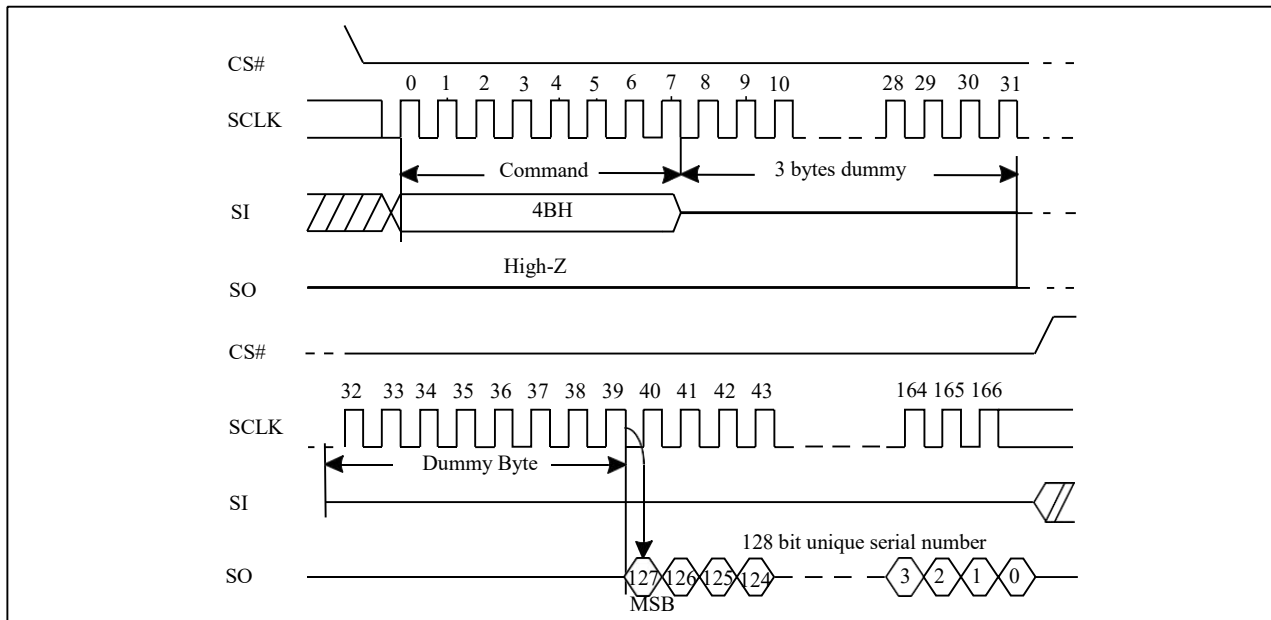 CS#
0 1 2 3 4 5 6 7 8 9 10 28 29 30 31
SCLK
Command 3 bytes dummy
SI
4BH
High-Z
SO
CS#
32 33 34 35 36 37 38 39 40 41 42 43 164 165 166
SCLK
Dummy Byte
SI
128 bit unique serial number
SO
127 126 125 124 3 2 1 0
MSB